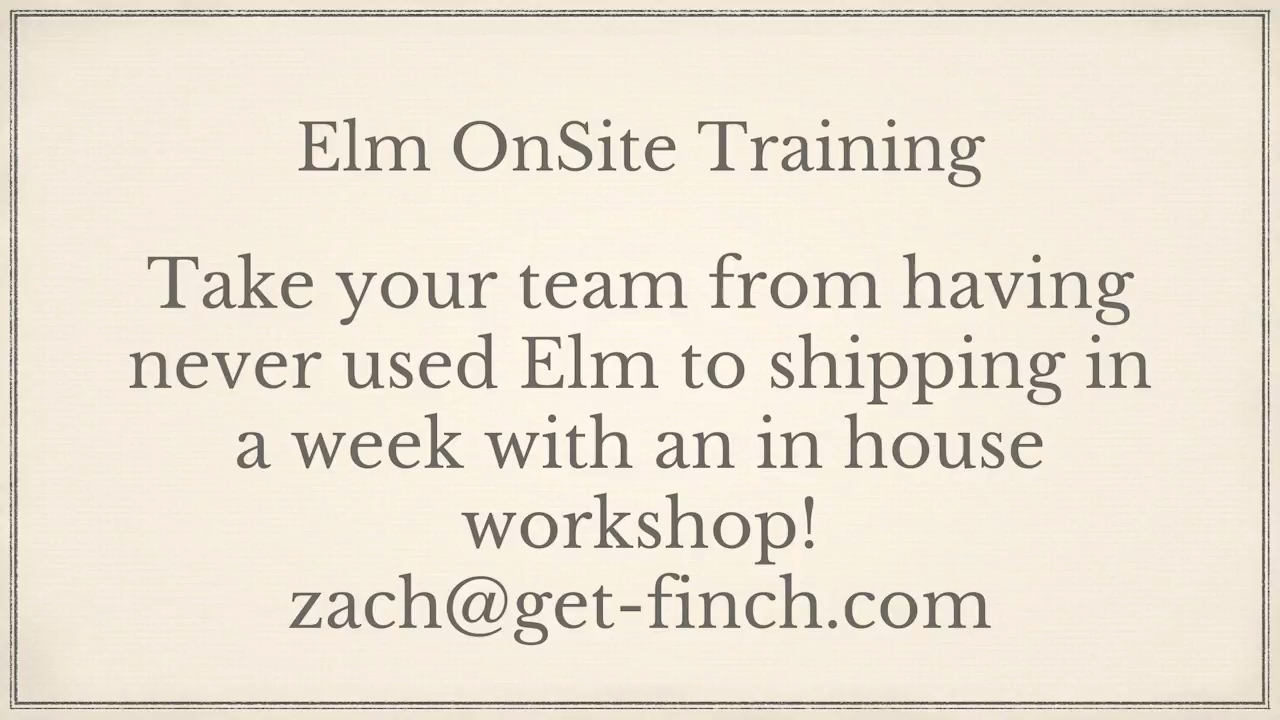 Elm OnSite Training
Take your team from having
never used Elm to shipping in
a week with an in house
workshop!
zach@get-finch.com